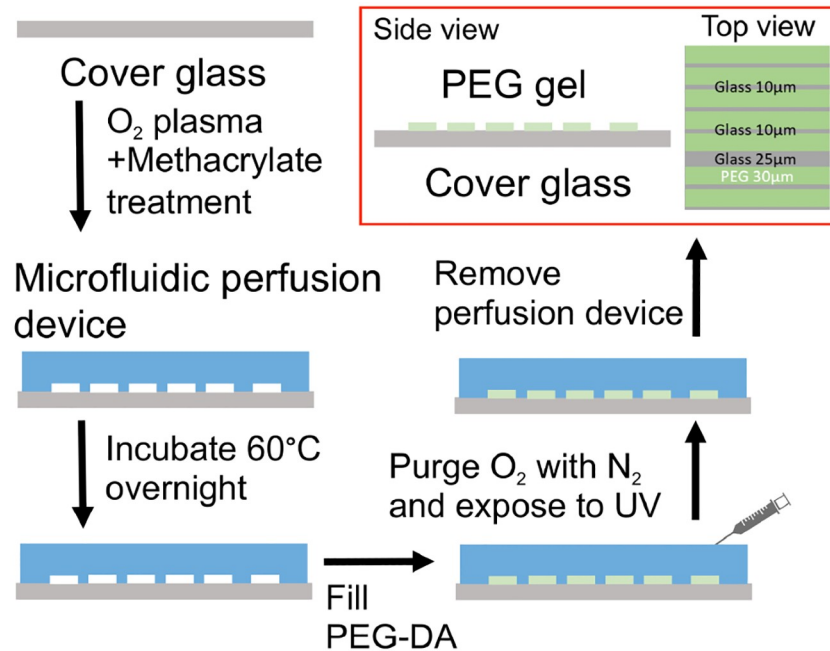 Cover glass
O₂ plasma
+Methacrylate
treatment
Microfluidic perfusion
device
Incubate 60°C
overnight
Fill
PEG-DA
Purge O₂ with N₂
and expose to UV
Remove
perfusion device
Side view
PEG gel
Cover glass
Top view
Glass 10µm
Glass 10µm
Glass 25µm
PEG 30µm